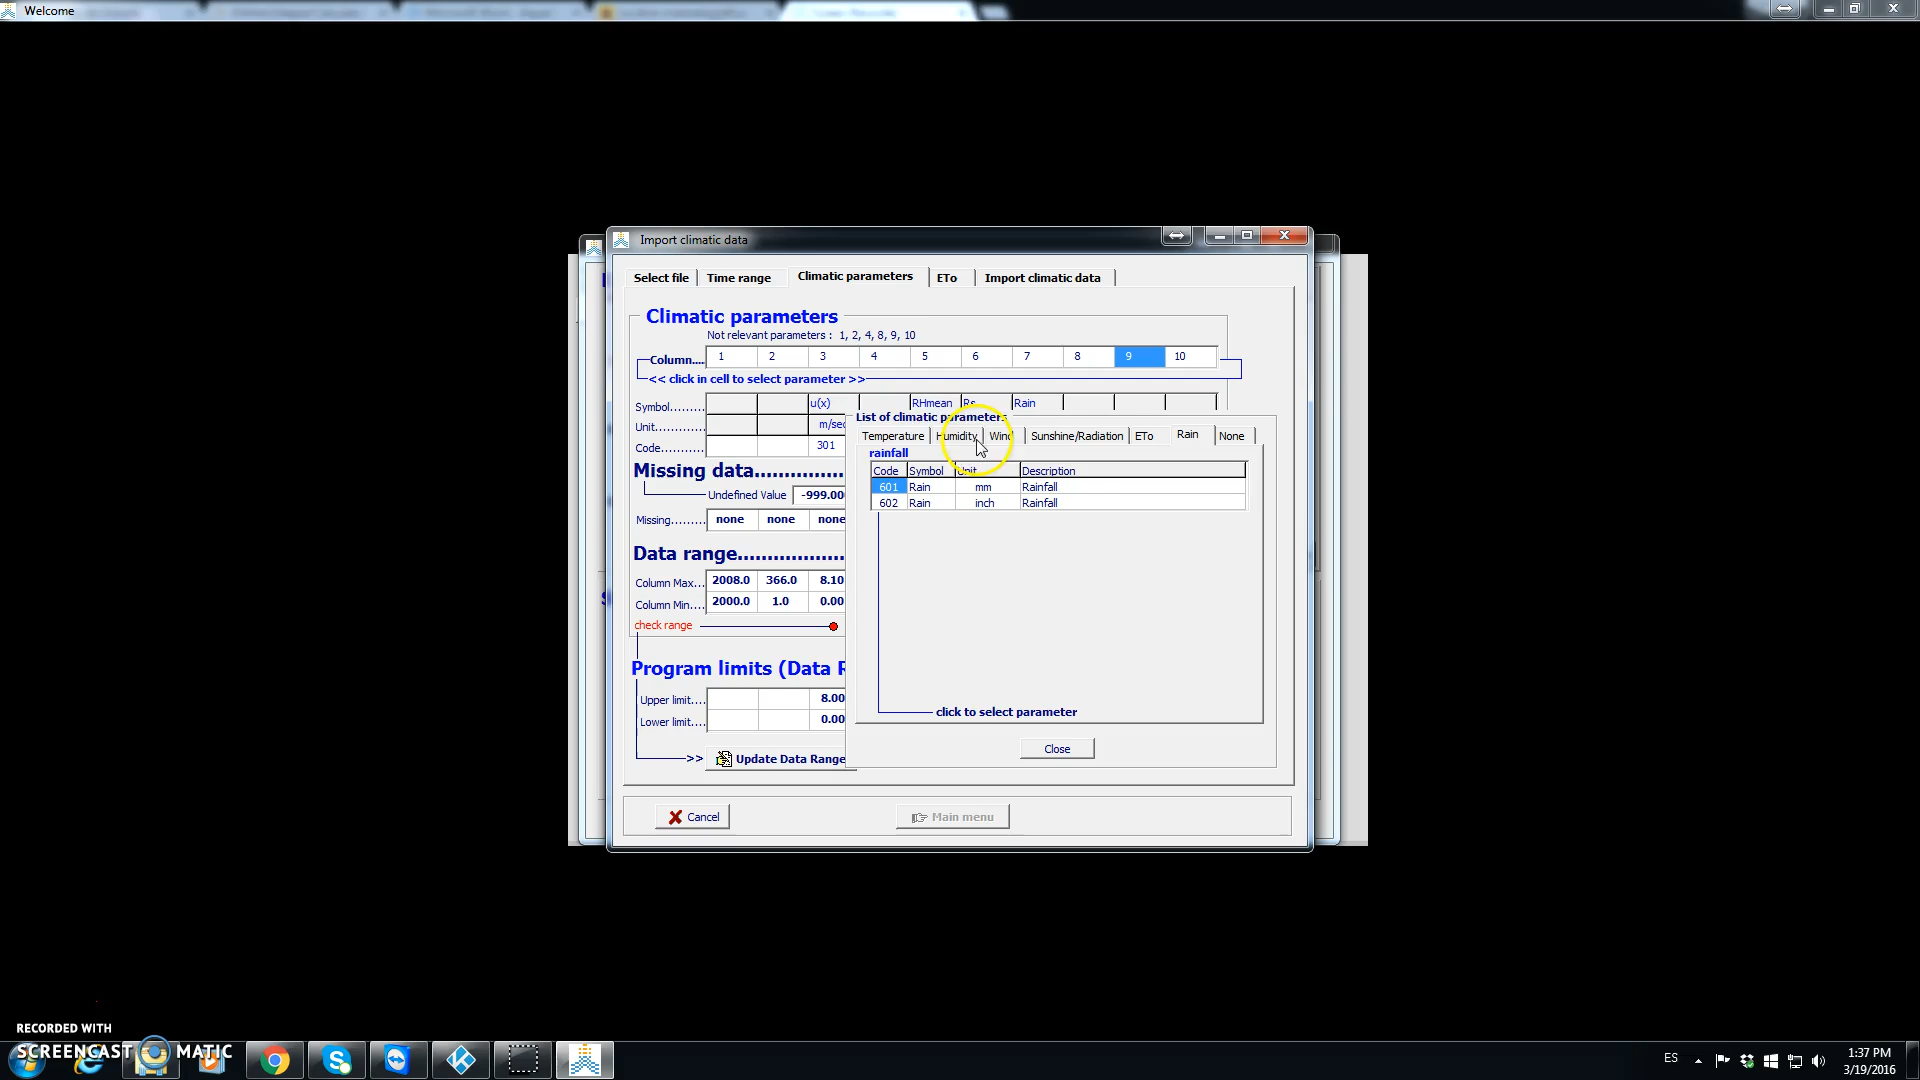 Welcome
Import climatic data
Select file
Time range
Climatic parameters
ETo
Import climatic data
Climatic parameters
Not relevant parameters : 1, 2, 4, 8, 9, 10
Column.... 1 2 3 4 5 6 7 8 9 10
<< click in cell to select parameter >>
Symbol......... u(x) RHmean Rs Rain
Unit.......... m/sec
Code.......... 301
List of climatic parameters
Temperature Humidity Wind Sunshine/Radiation ETo Rain None
rainfall
Code Symbol Unit Description
601 Rain mm Rainfall
602 Rain inch Rainfall
click to select parameter
Close
Missing data...............
Undefined Value -999.00
Missing......... none none none
Data range..................
Column Max... 2008.0 366.0 8.10
Column Min.... 2000.0 1.0 0.00
check range
Program limits (Data R
Upper limit.... 8.00
Lower limit.... 0.00
>> Update Data Range
Cancel
Main menu
RECORDED WITH
SCREENCAST MATIC
ES
1:37 PM
3/19/2016